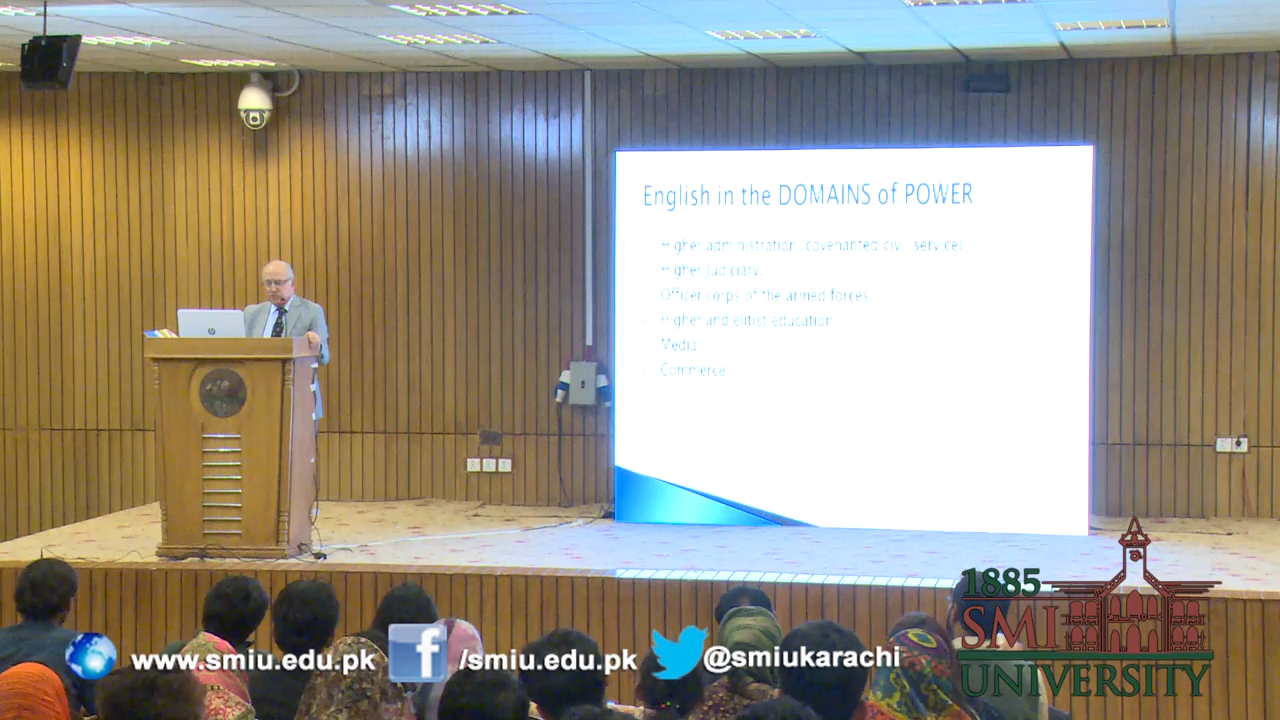 English in the DOMAINS of POWER
Higher administration (covenanted civil service)
Higher Judiciary.
Officer corps of the armed forces
Higher and elitist education
Media
Commerce
1885
SMI
UNIVERSITY
www.smiu.edu.pk
f
/smiu.edu.pk
@smiukarachi